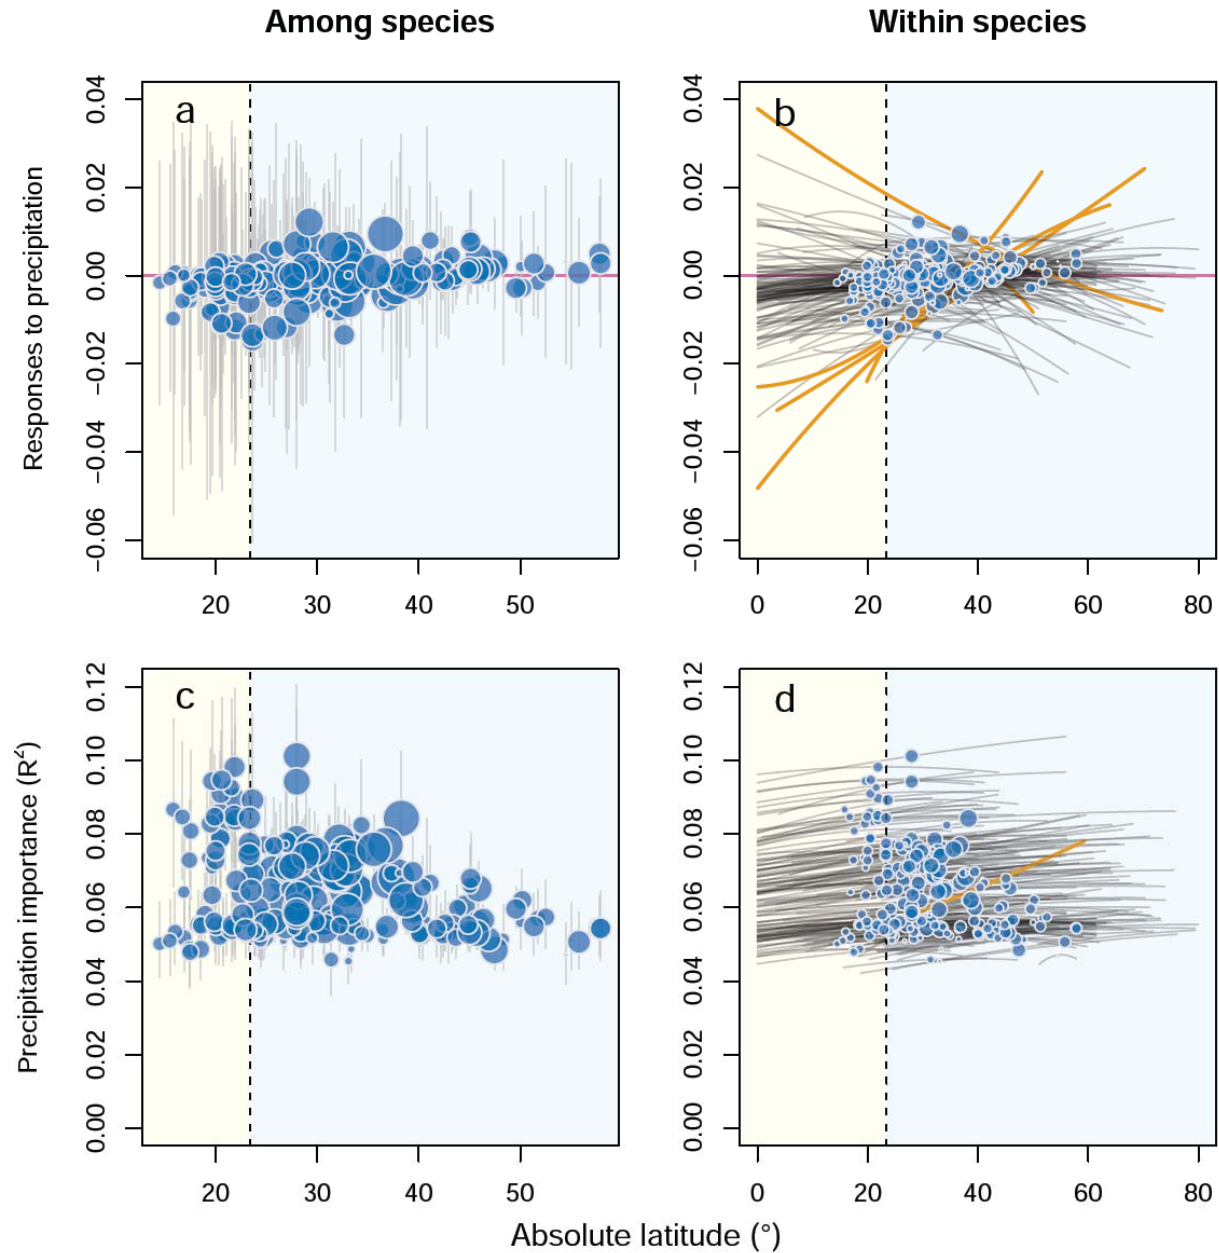 Among species
Within species
Responses to precipitation
a
0.04
0.02
0.00
−0.02
−0.04
−0.06
20 30 40 50
b
0.04
0.02
0.00
−0.02
−0.04
−0.06
0 20 40 60 80
Precipitation importance (R²)
c
0.12
0.10
0.08
0.06
0.04
0.02
0.00
20 30 40 50
d
0.12
0.10
0.08
0.06
0.04
0.02
0.00
0 20 40 60 80
Absolute latitude (°)